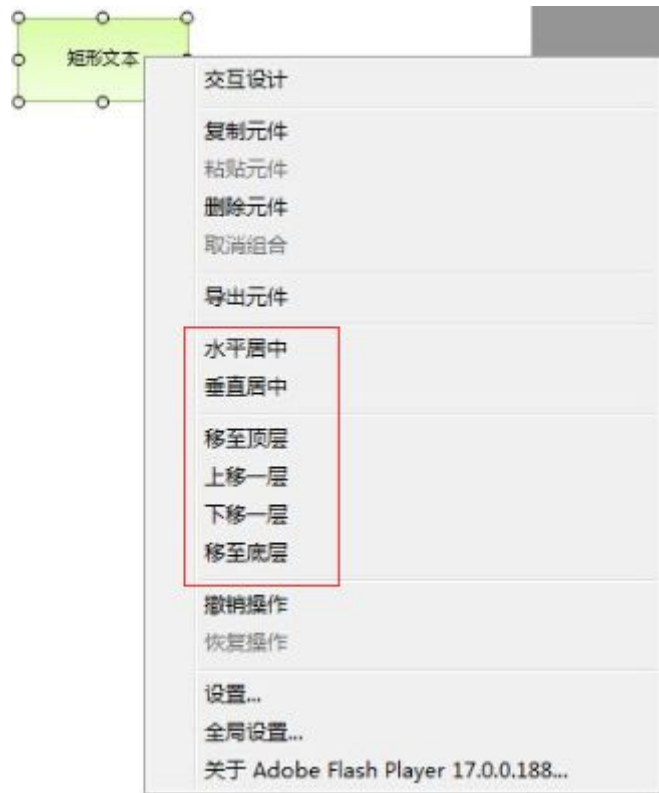 矩形文本
交互设计
复制元件
粘贴元件
删除元件
取消组合
导出元件
水平居中
垂直居中
移至顶层
上移一层
下移一层
移至底层
撤销操作
恢复操作
设置...
全局设置...
关于 Adobe Flash Player 17.0.0.188...